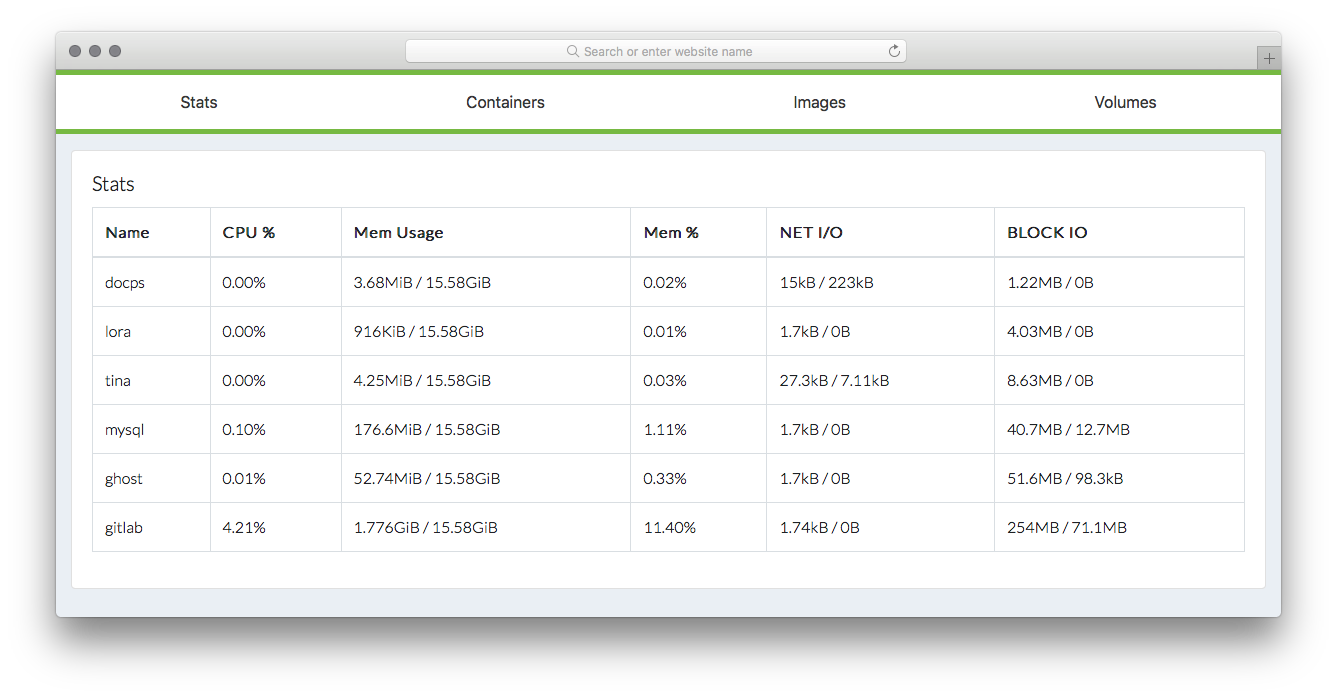 Search or enter website name
Stats Containers Images Volumes
Stats
Name CPU % Mem Usage Mem % NET I/O BLOCK IO
docps 0.00% 3.68MiB / 15.58GiB 0.02% 15kB / 223kB 1.22MB / 0B
lora 0.00% 916KiB / 15.58GiB 0.01% 1.7kB / 0B 4.03MB / 0B
tina 0.00% 4.25MiB / 15.58GiB 0.03% 27.3kB / 7.11kB 8.63MB / 0B
mysql 0.10% 176.6MiB / 15.58GiB 1.11% 1.7kB / 0B 40.7MB / 12.7MB
ghost 0.01% 52.74MiB / 15.58GiB 0.33% 1.7kB / 0B 51.6MB / 98.3kB
gitlab 4.21% 1.776GiB / 15.58GiB 11.40% 1.74kB / 0B 254MB / 71.1MB